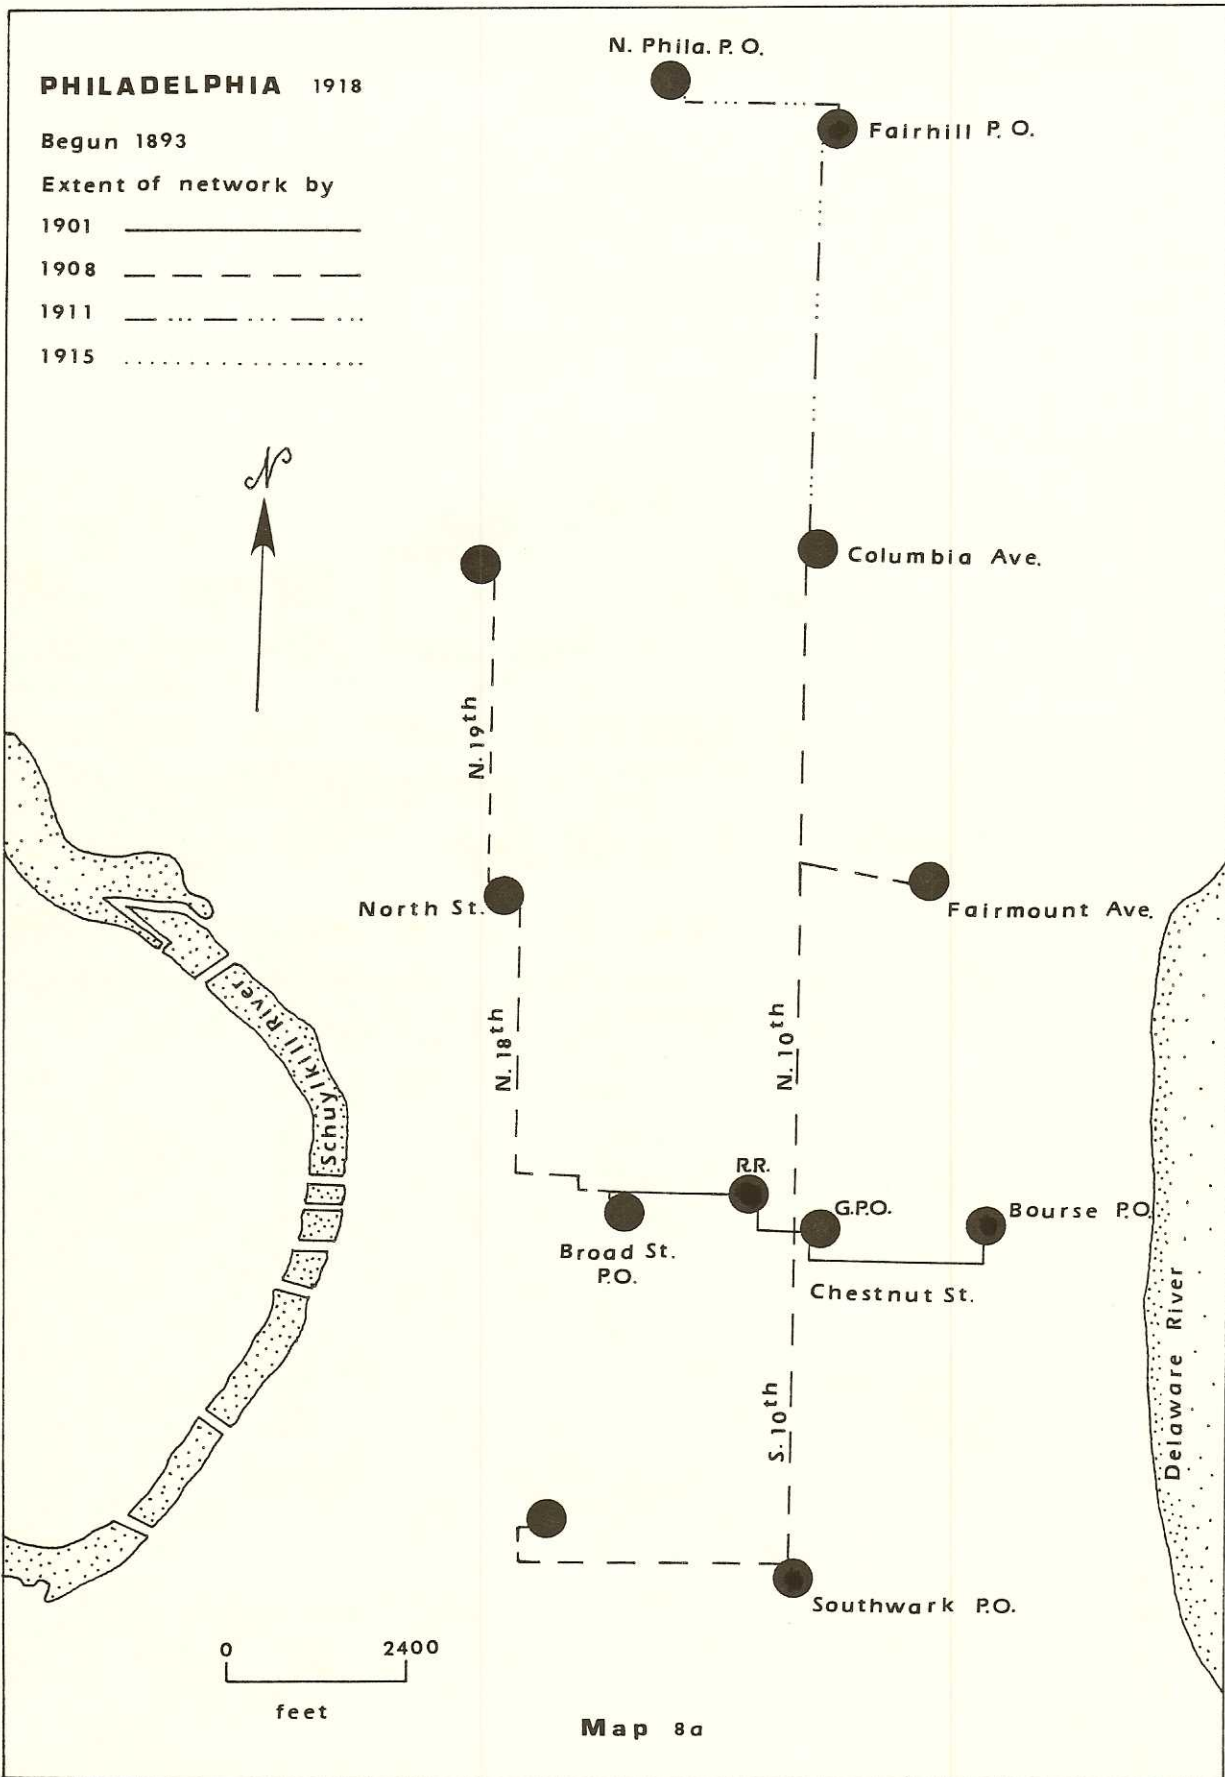 N. Phila. P. O.
PHILADELPHIA 1918
Fairhill P. O.
Begun 1893
Extent of network by
1901
1908
1911
1915
N
Columbia Ave.
N. 19th
North St.
Fairmount Ave.
Schuylkill River
N. 18th
N. 10th
R.R.
G.P.O.
Bourse P.O.
Broad St.
P.O.
Chestnut St.
Delaware River
S. 10th
Southwark P.O.
0 2400
feet
Map 8a